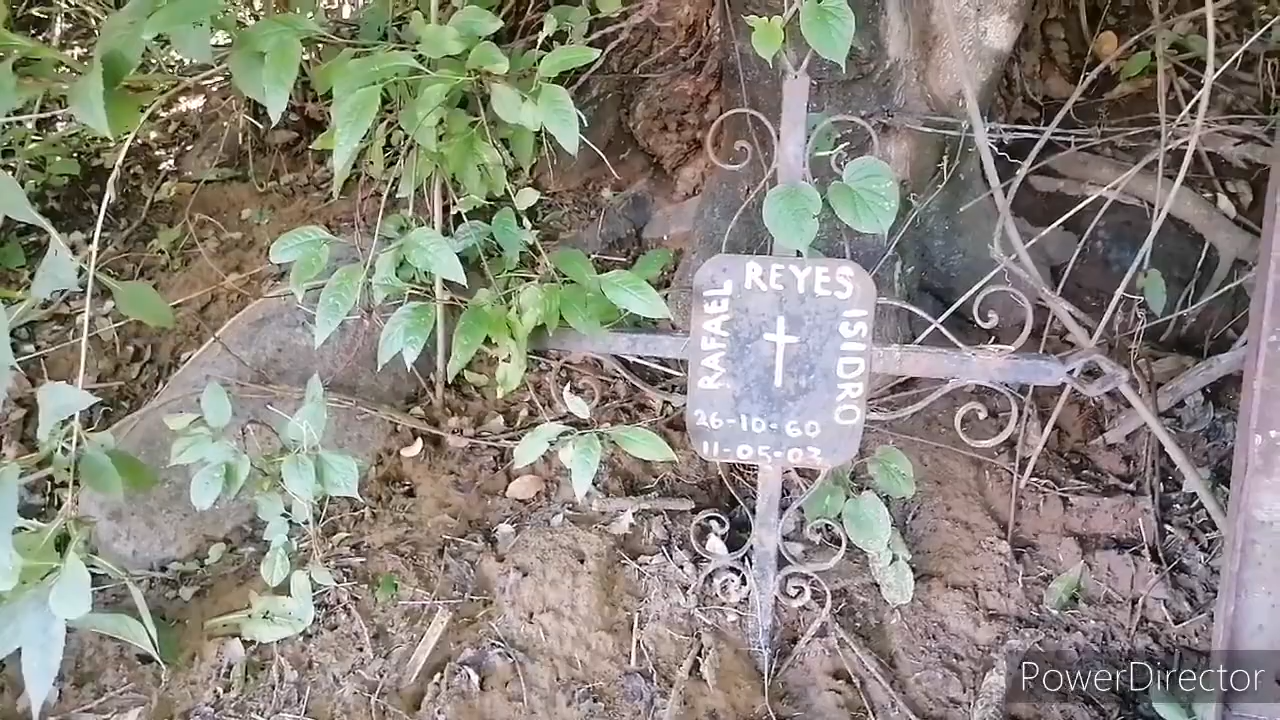 RAFAEL
REYES
ISIDRO
26-10-60
11-05-03
PowerDirector